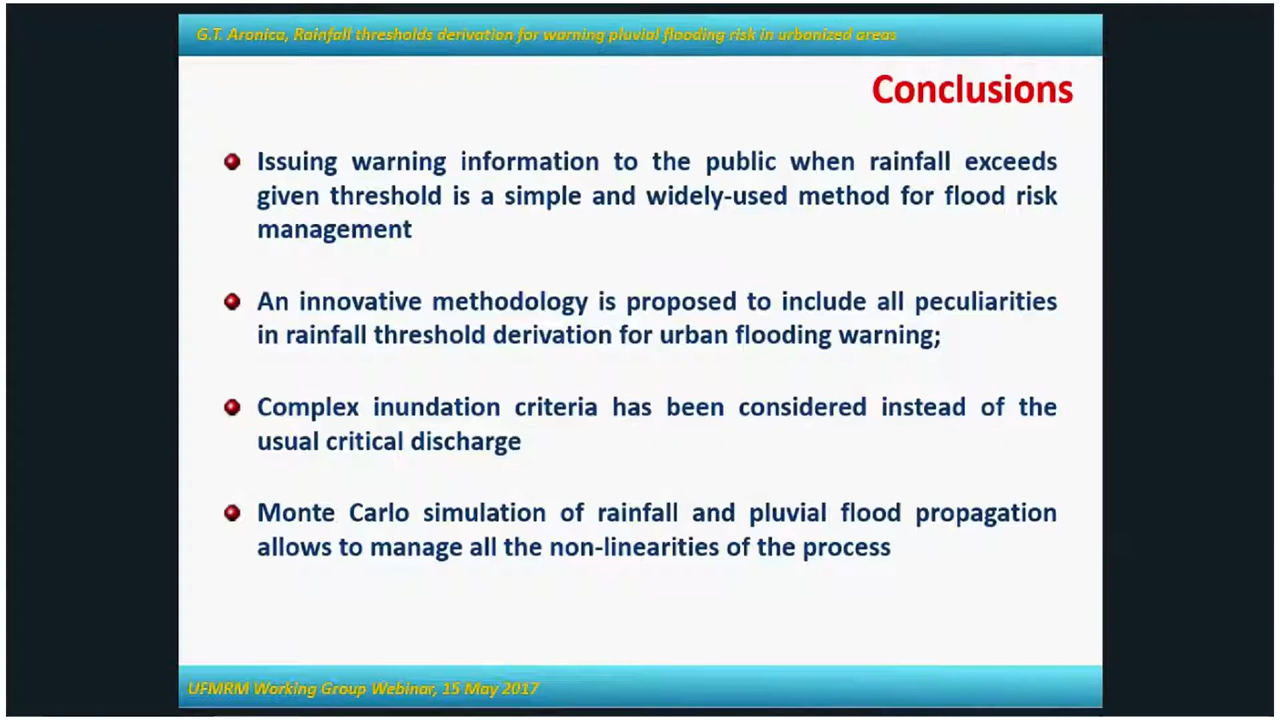 G.T. Aronica, Rainfall thresholds derivation for warning pluvial flooding risk in urbanized areas
Conclusions
Issuing warning information to the public when rainfall exceeds
given threshold is a simple and widely-used method for flood risk
management
An innovative methodology is proposed to include all peculiarities
in rainfall threshold derivation for urban flooding warning;
Complex inundation criteria has been considered instead of the
usual critical discharge
Monte Carlo simulation of rainfall and pluvial flood propagation
allows to manage all the non-linearities of the process
UFMRM Working Group Webinar, 15 May 2017